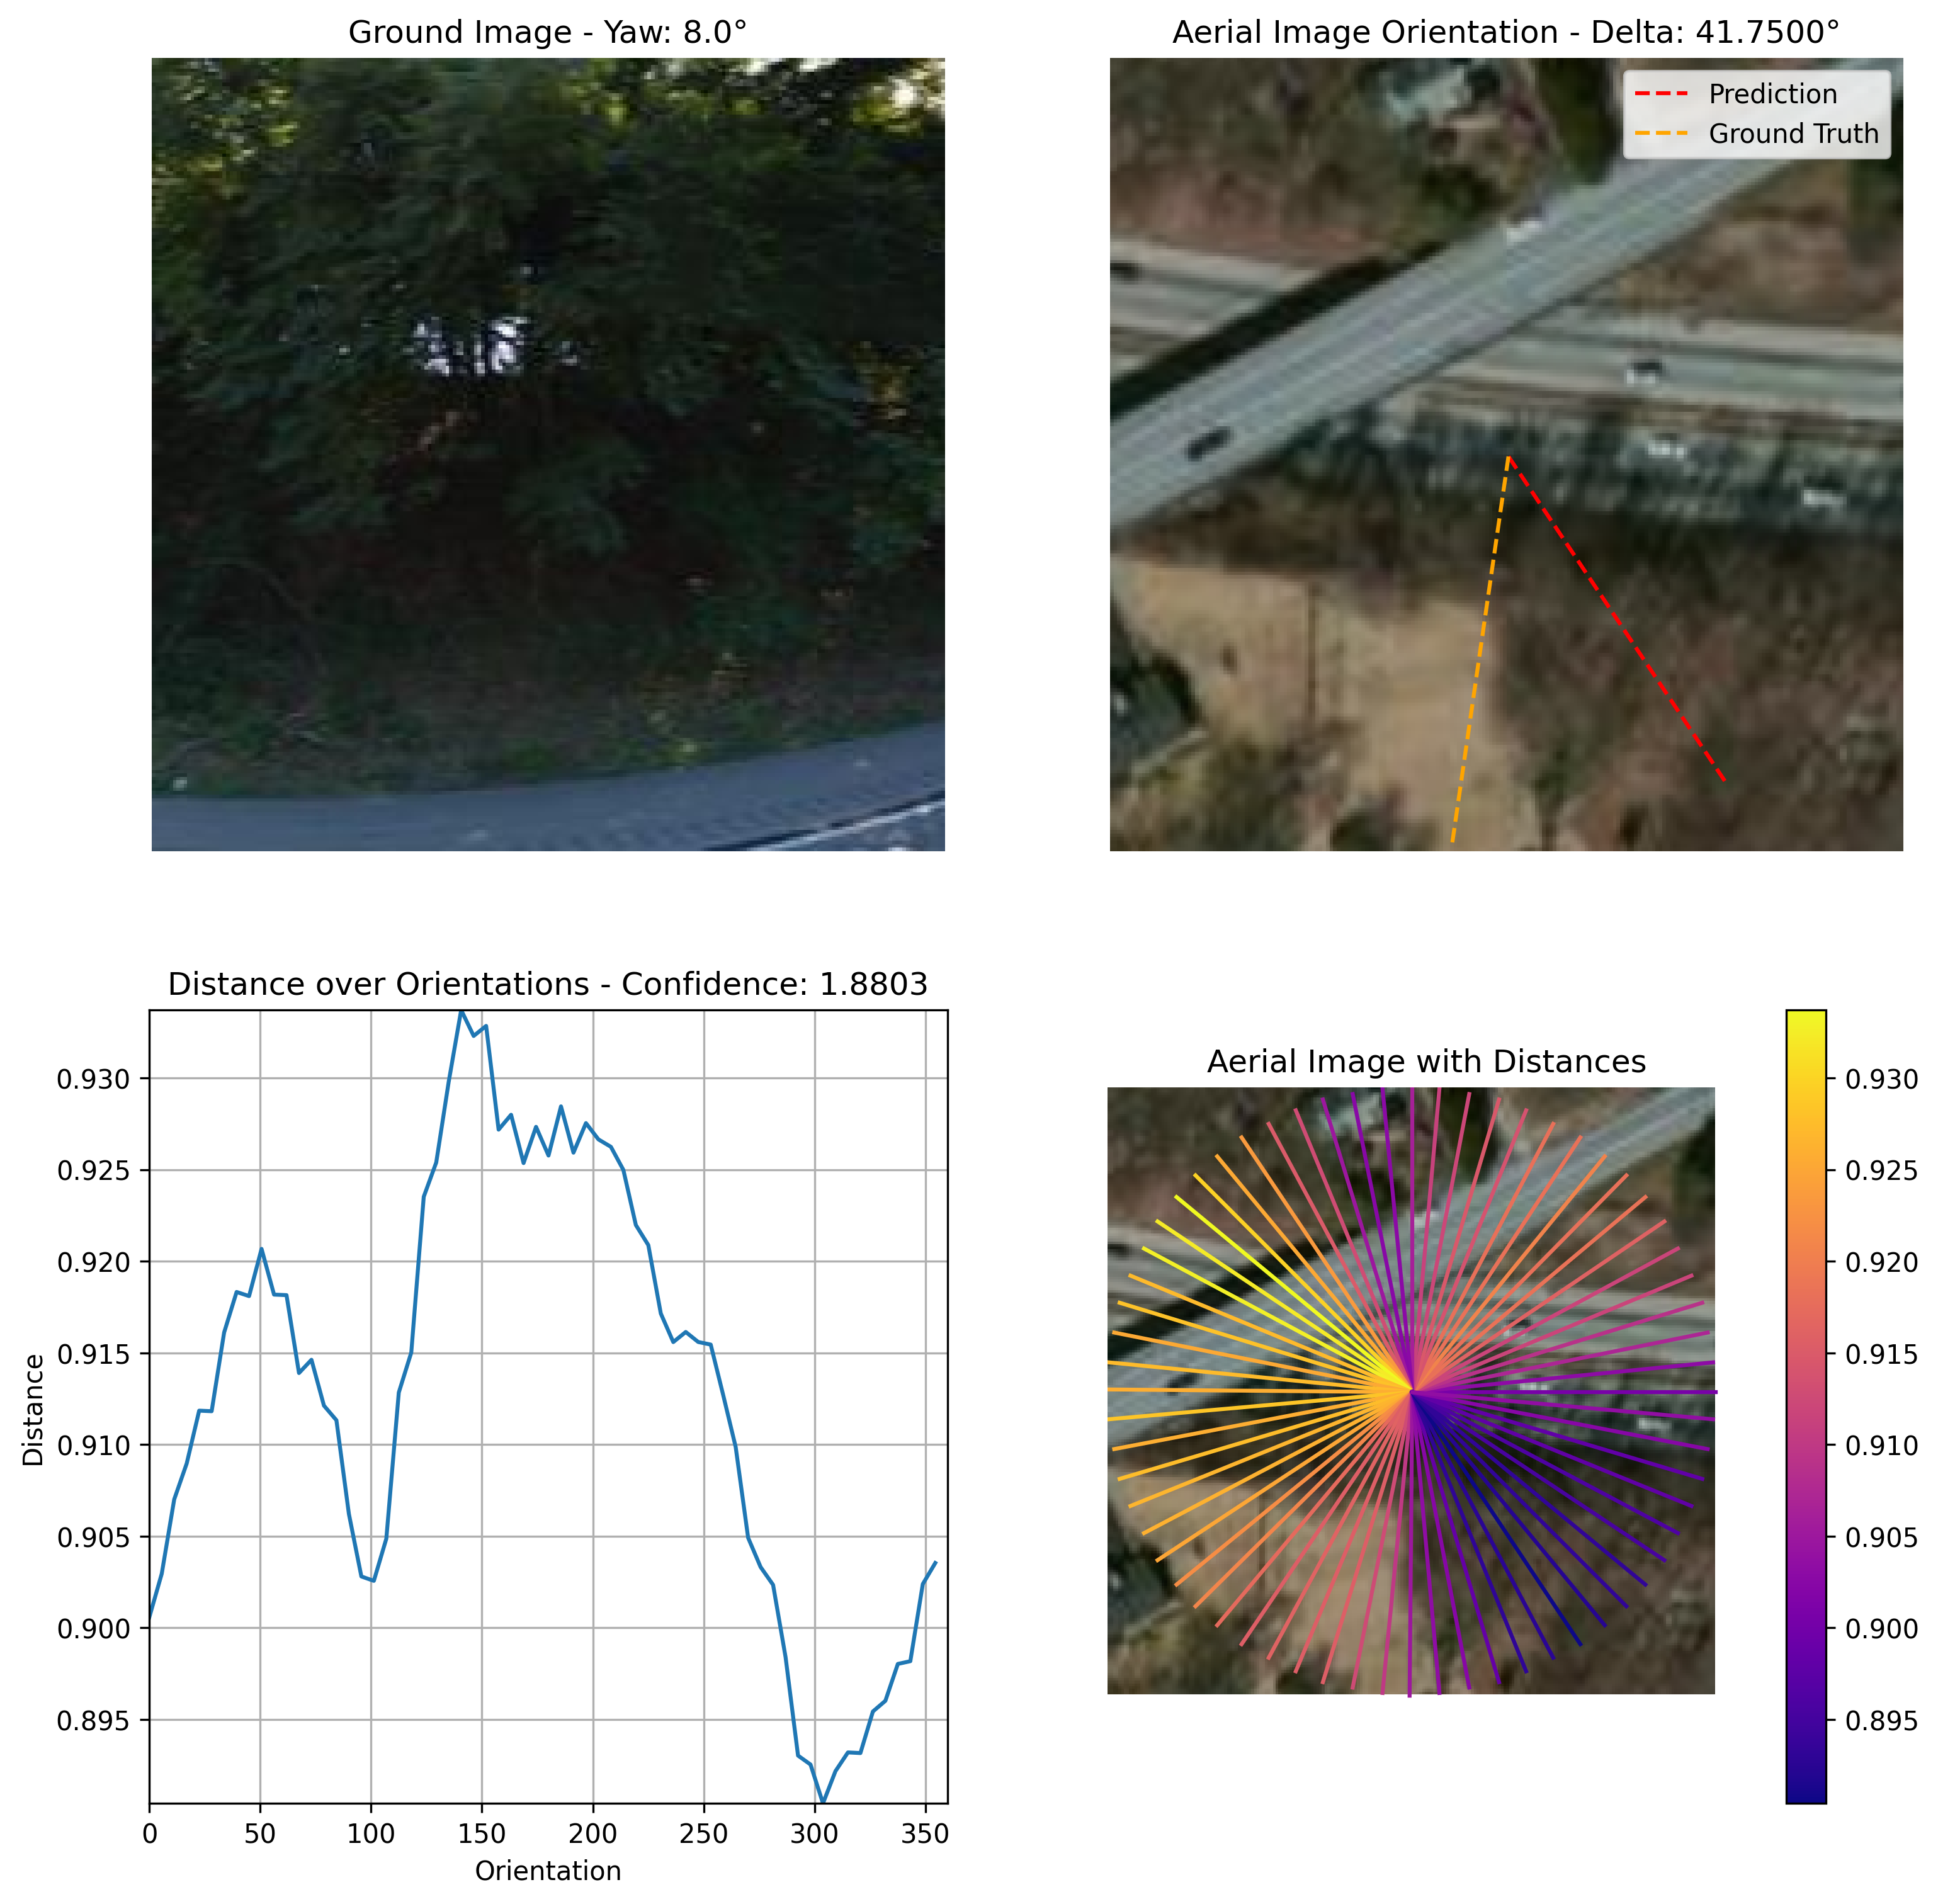 Ground Image - Yaw: 8.0°
Aerial Image Orientation - Delta: 41.7500°
Prediction
Ground Truth
Distance over Orientations - Confidence: 1.8803
0.930
0.925
0.920
0.915
0.910
0.905
0.900
0.895
Distance
0 50 100 150 200 250 300 350
Orientation
Aerial Image with Distances
0.930
0.925
0.920
0.915
0.910
0.905
0.900
0.895